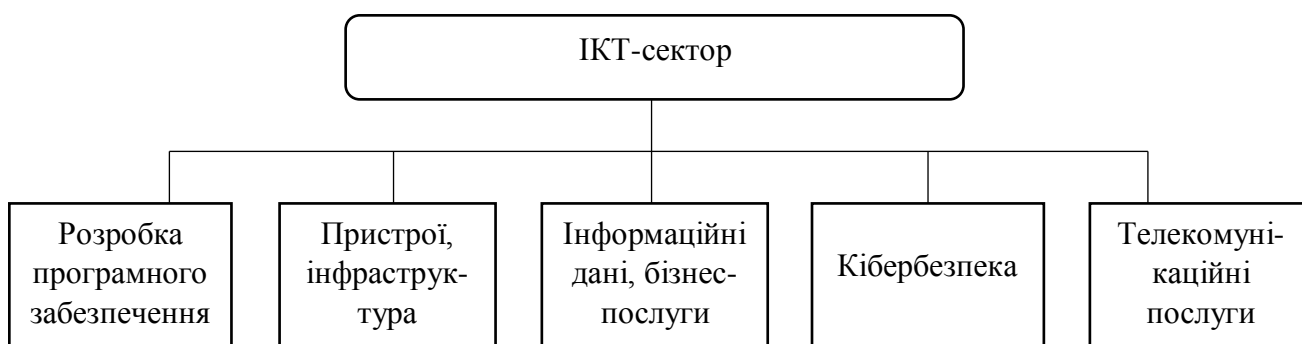 ІКТ-сектор
Розробка
програмного
забезпечення
Пристрої,
інфраструк-
тура
Інформаційні
дані, бізнес-
послуги
Кібербезпека
Телекомуні-
каційні
послуги